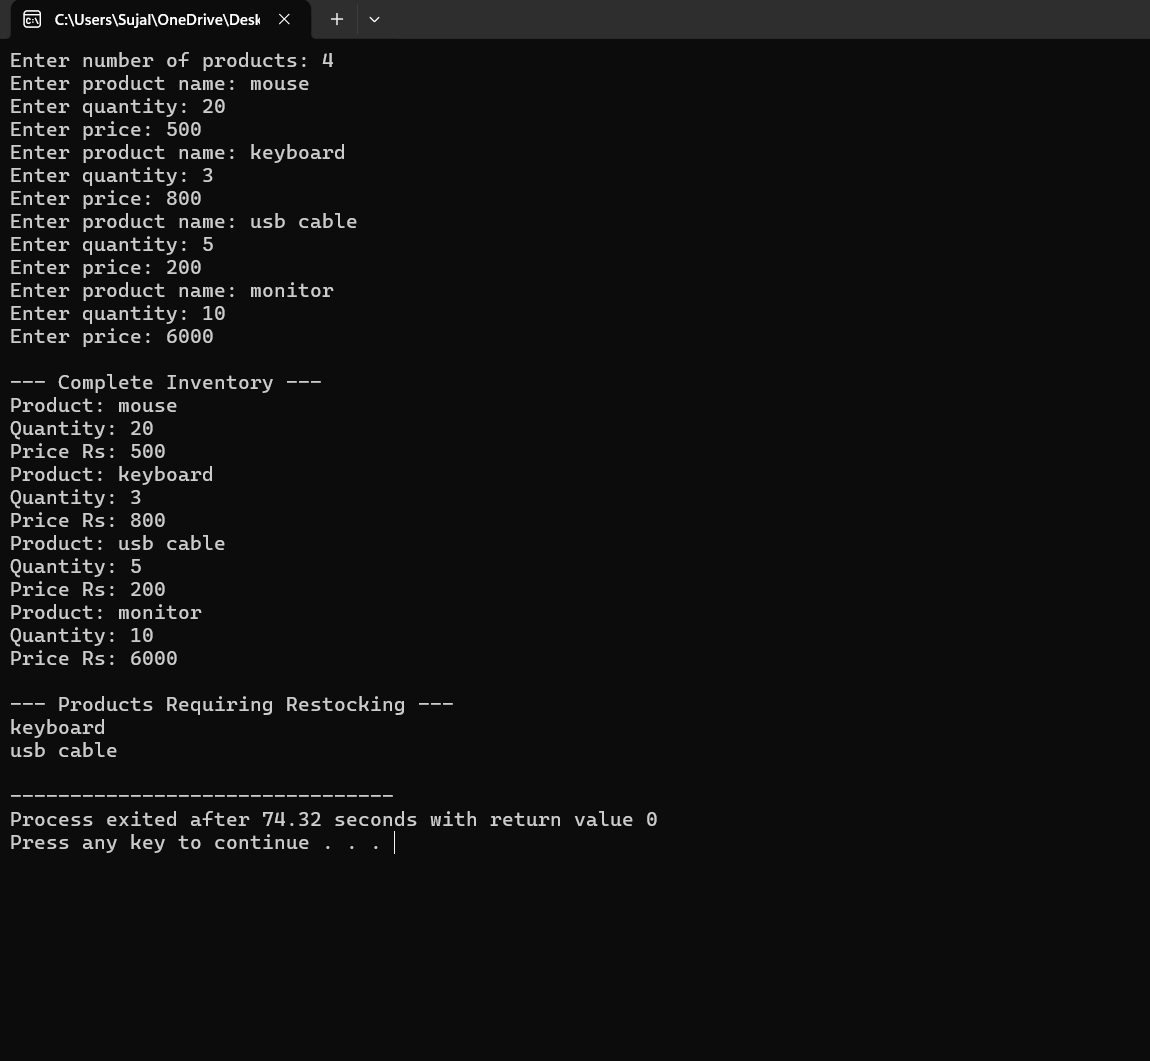 C:\Users\Sujal\OneDrive\Desk
Enter number of products: 4
Enter product name: mouse
Enter quantity: 20
Enter price: 500
Enter product name: keyboard
Enter quantity: 3
Enter price: 800
Enter product name: usb cable
Enter quantity: 5
Enter price: 200
Enter product name: monitor
Enter quantity: 10
Enter price: 6000

--- Complete Inventory ---
Product: mouse
Quantity: 20
Price Rs: 500
Product: keyboard
Quantity: 3
Price Rs: 800
Product: usb cable
Quantity: 5
Price Rs: 200
Product: monitor
Quantity: 10
Price Rs: 6000

--- Products Requiring Restocking ---
keyboard
usb cable

--------------------------------
Process exited after 74.32 seconds with return value 0
Press any key to continue . . .